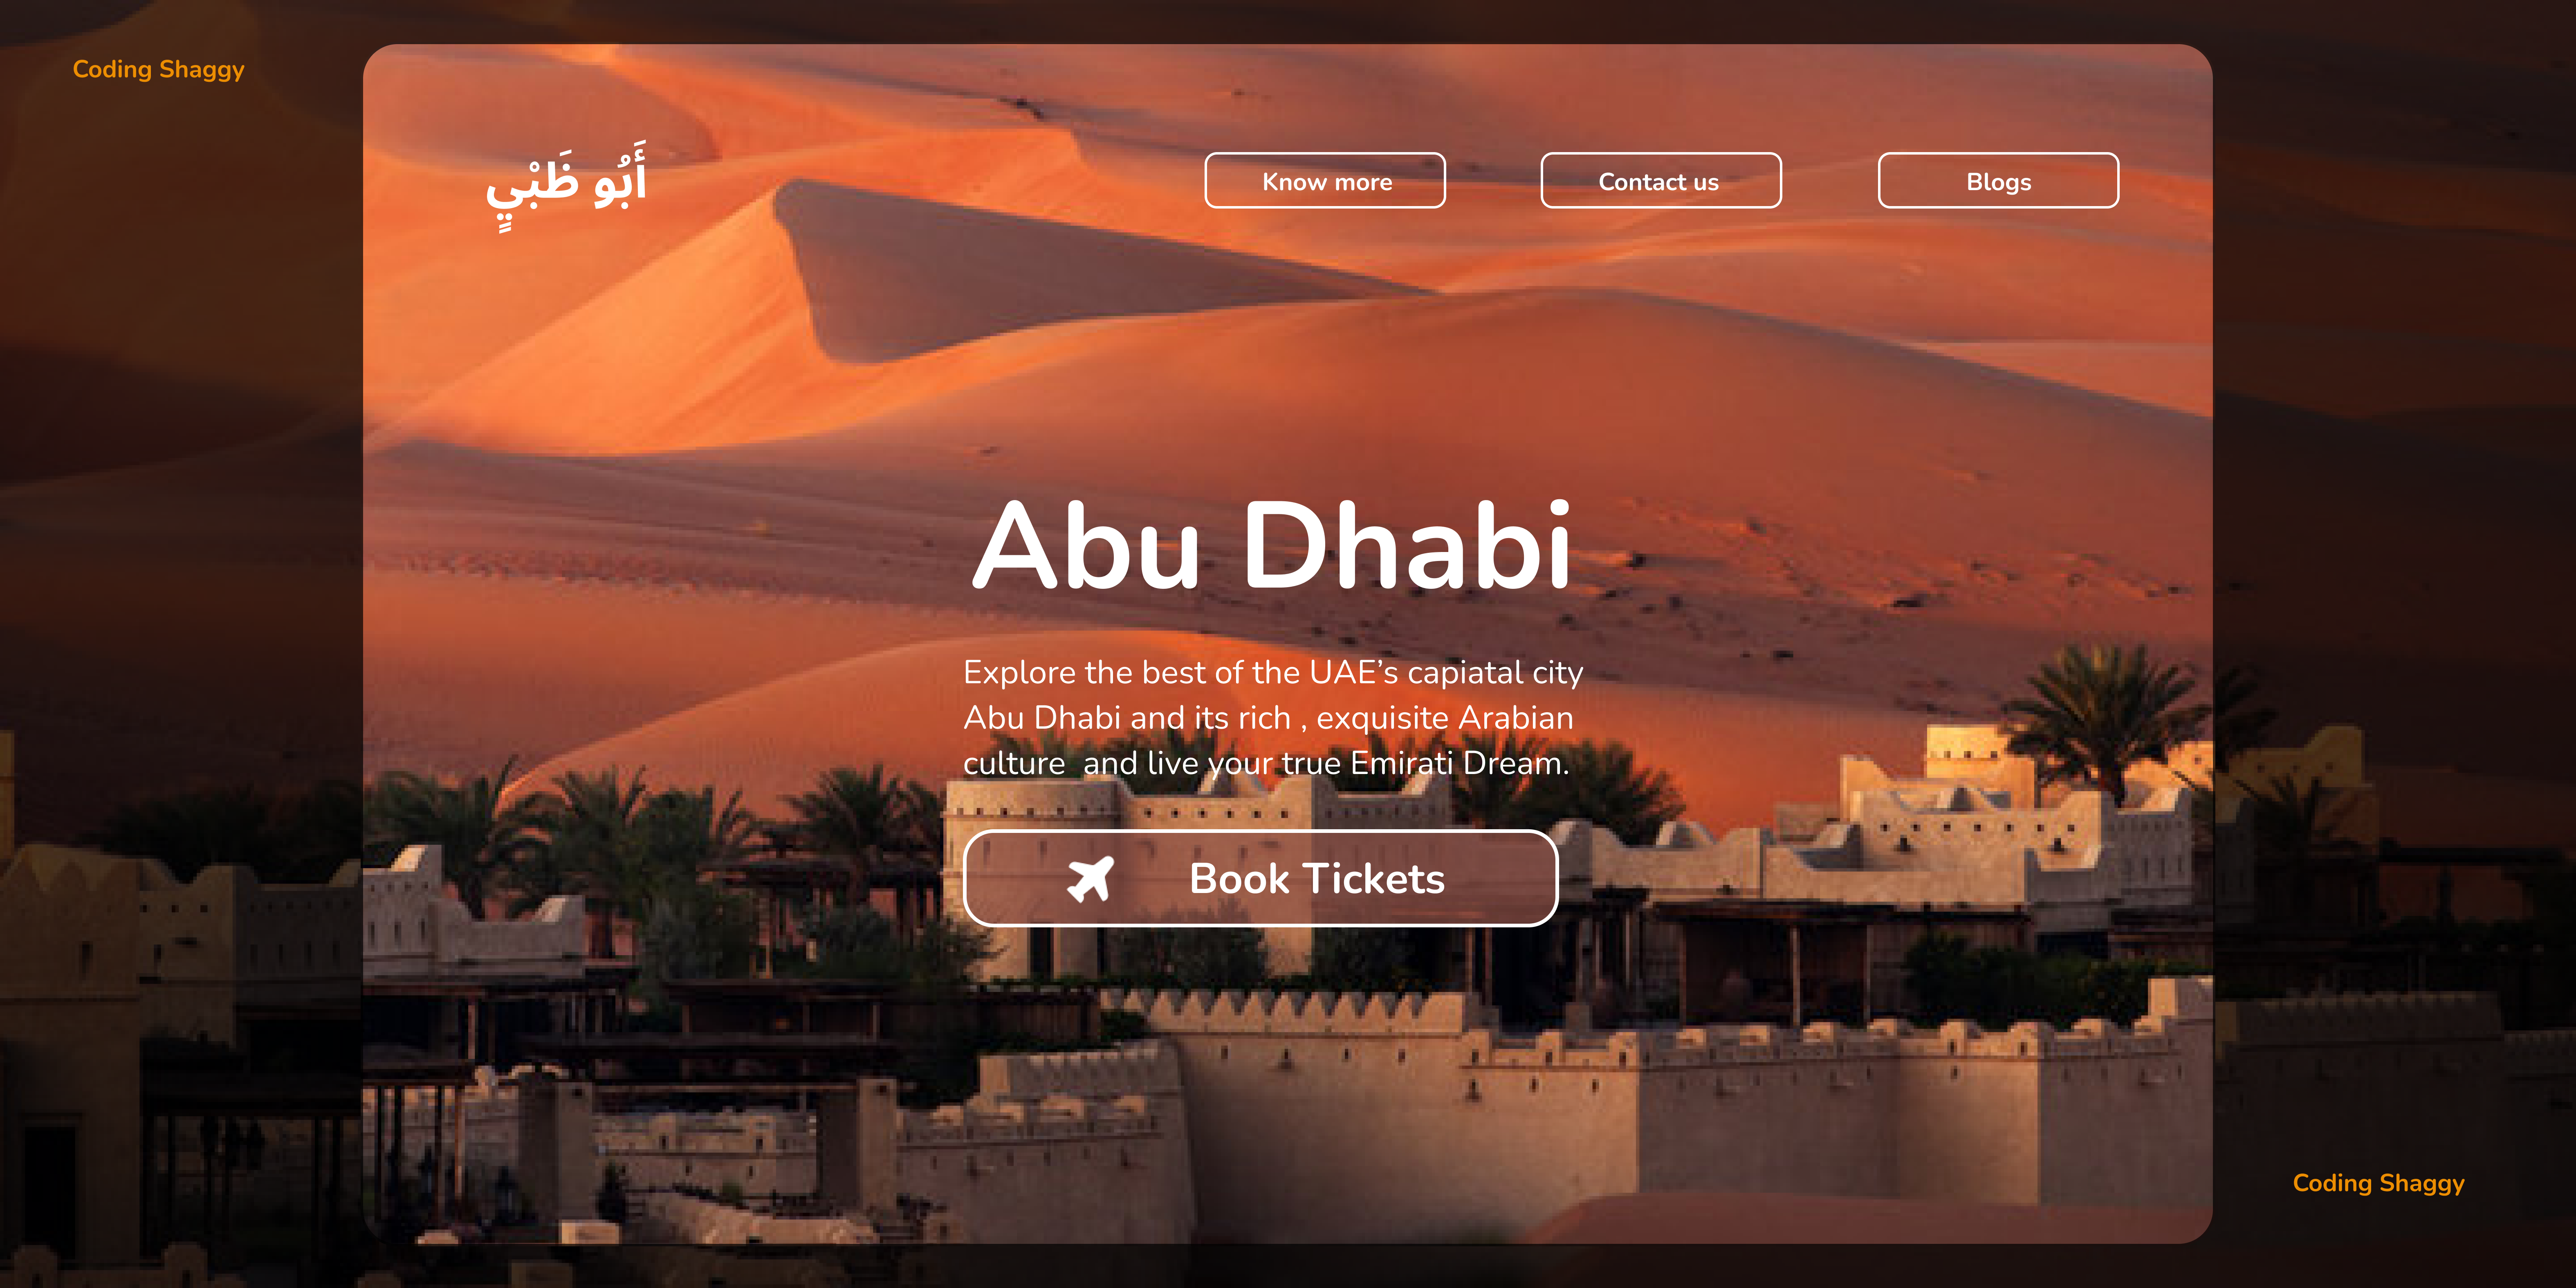 Coding Shaggy
أَبُو ظَبْيٍ
Know more
Contact us
Blogs
Abu Dhabi
Explore the best of the UAE’s capiatal city
Abu Dhabi and its rich , exquisite Arabian
culture  and live your true Emirati Dream.
Book Tickets
Coding Shaggy